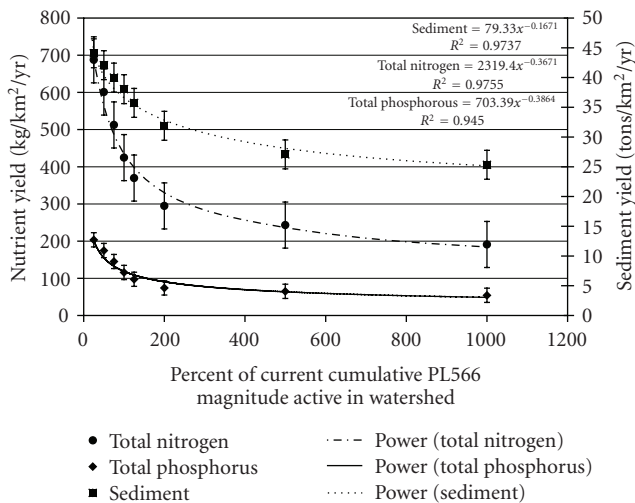 Sediment = 79.33x^−0.1671
R² = 0.9737
Total nitrogen = 2319.4x^−0.3671
R² = 0.9755
Total phosphorous = 703.39x^−0.3864
R² = 0.945
Nutrient yield (kg/km²/yr)
800
700
600
500
400
300
200
100
0
50
45
40
35
30
25
20
15
10
5
0
Sediment yield (tons/km²/yr)
0 200 400 600 800 1000 1200
Percent of current cumulative PL566
magnitude active in watershed
Total nitrogen
Total phosphorus
Sediment
Power (total nitrogen)
Power (total phosphorus)
Power (sediment)